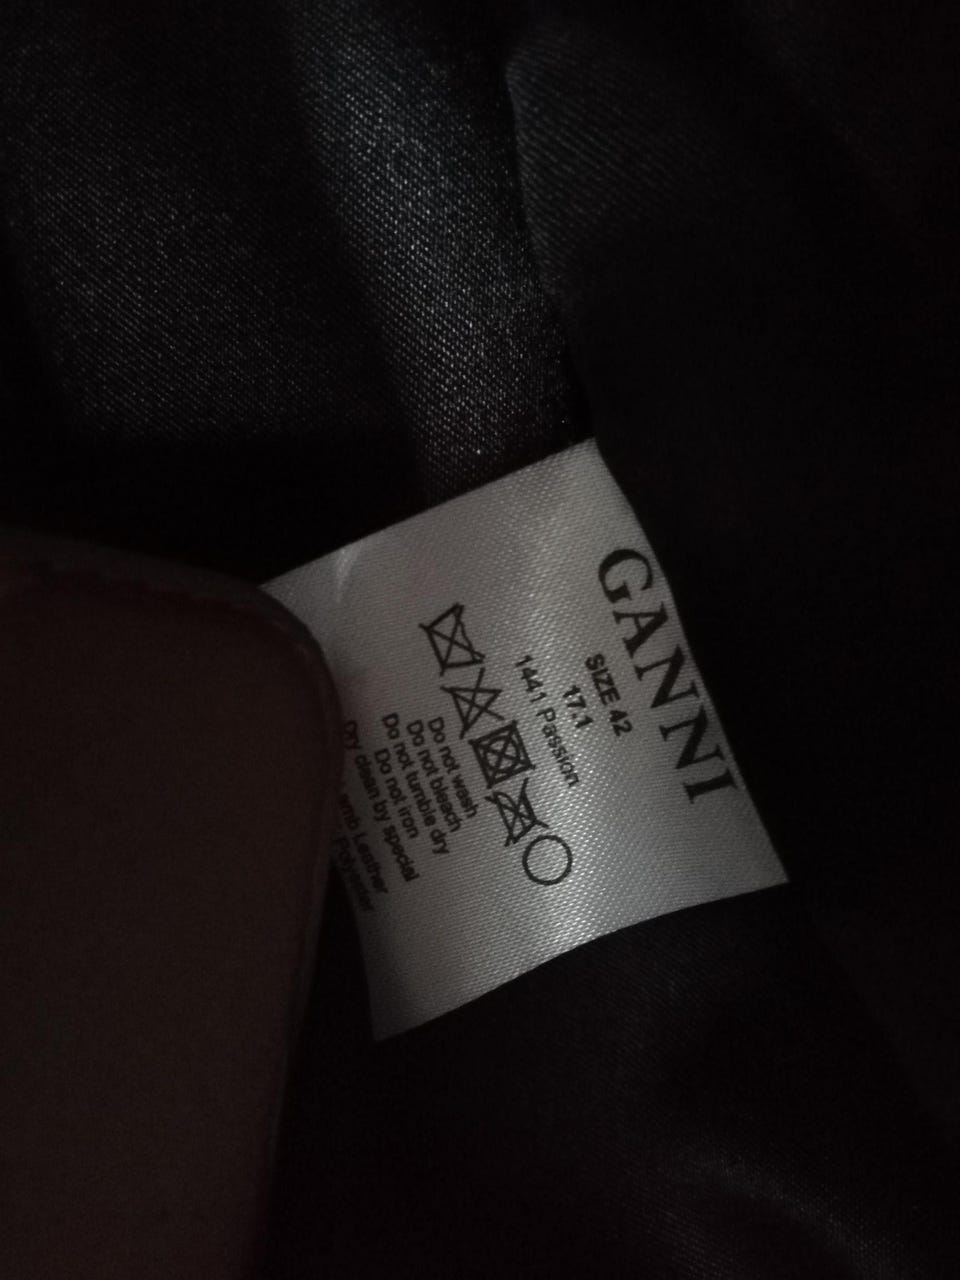 GANNI
SIZE 42
17.1
1441 Passion
Do not wash
Do not bleach
Do not tumble dry
Do not iron
Dry clean by special
Leather
Polyester